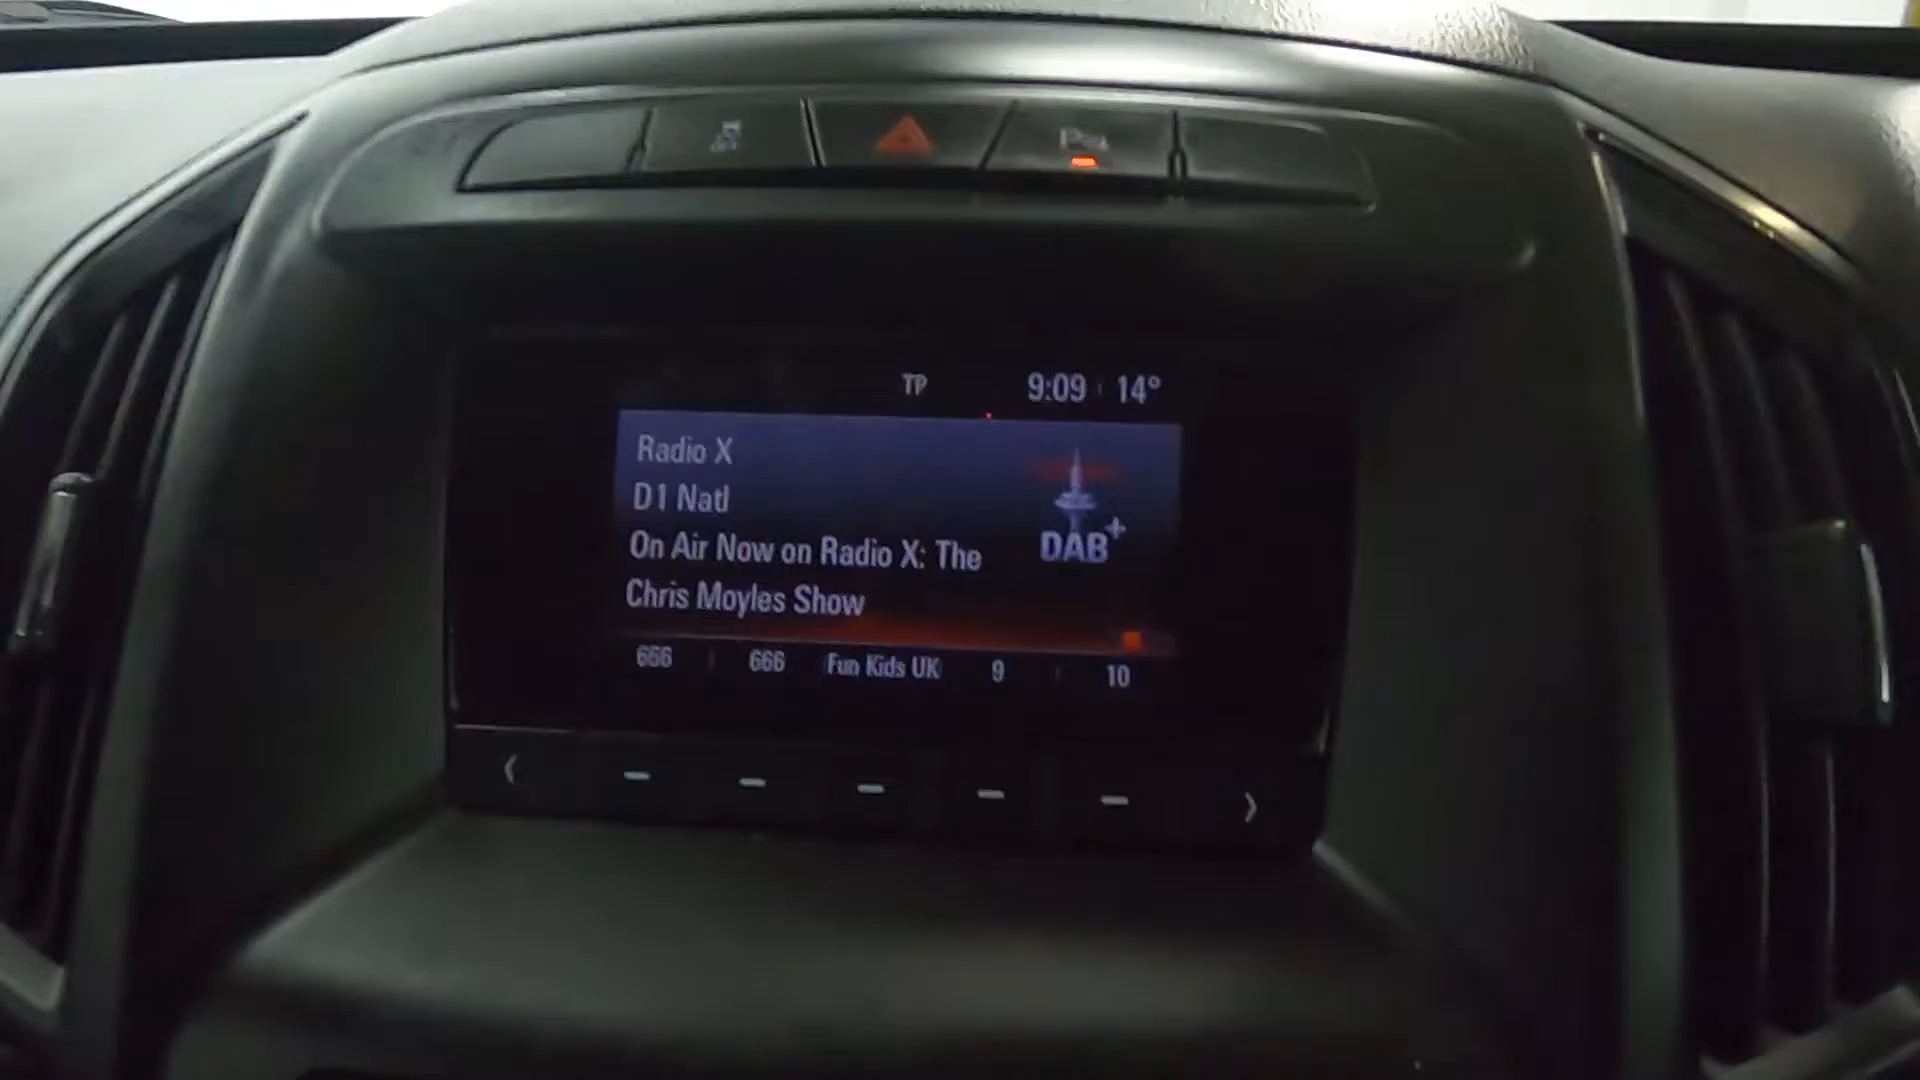 TP 9:09 14°
Radio X
D1 Natl
On Air Now on Radio X: The
Chris Moyles Show
DAB+
666 666 Fun Kids UK 9 10